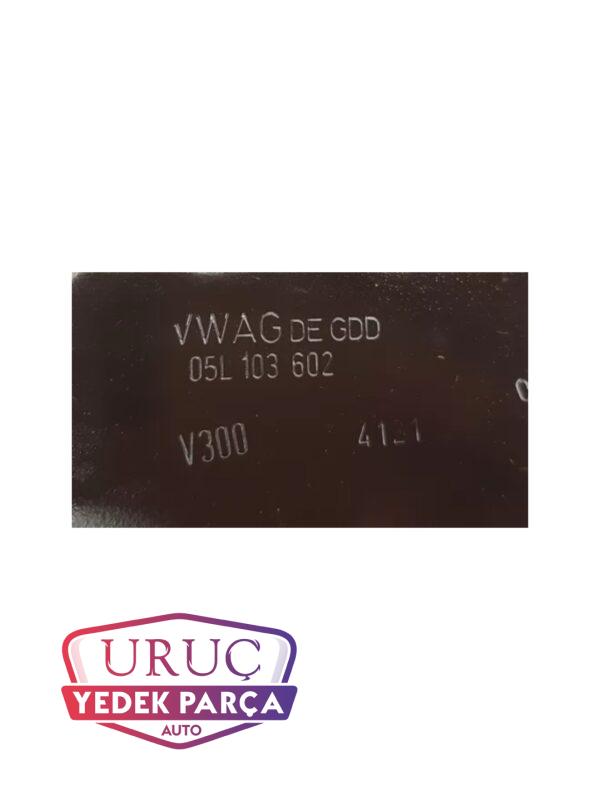 VWAG DE GDD
05L 103 602
V300
URUÇ
YEDEK PARÇA
AUTO